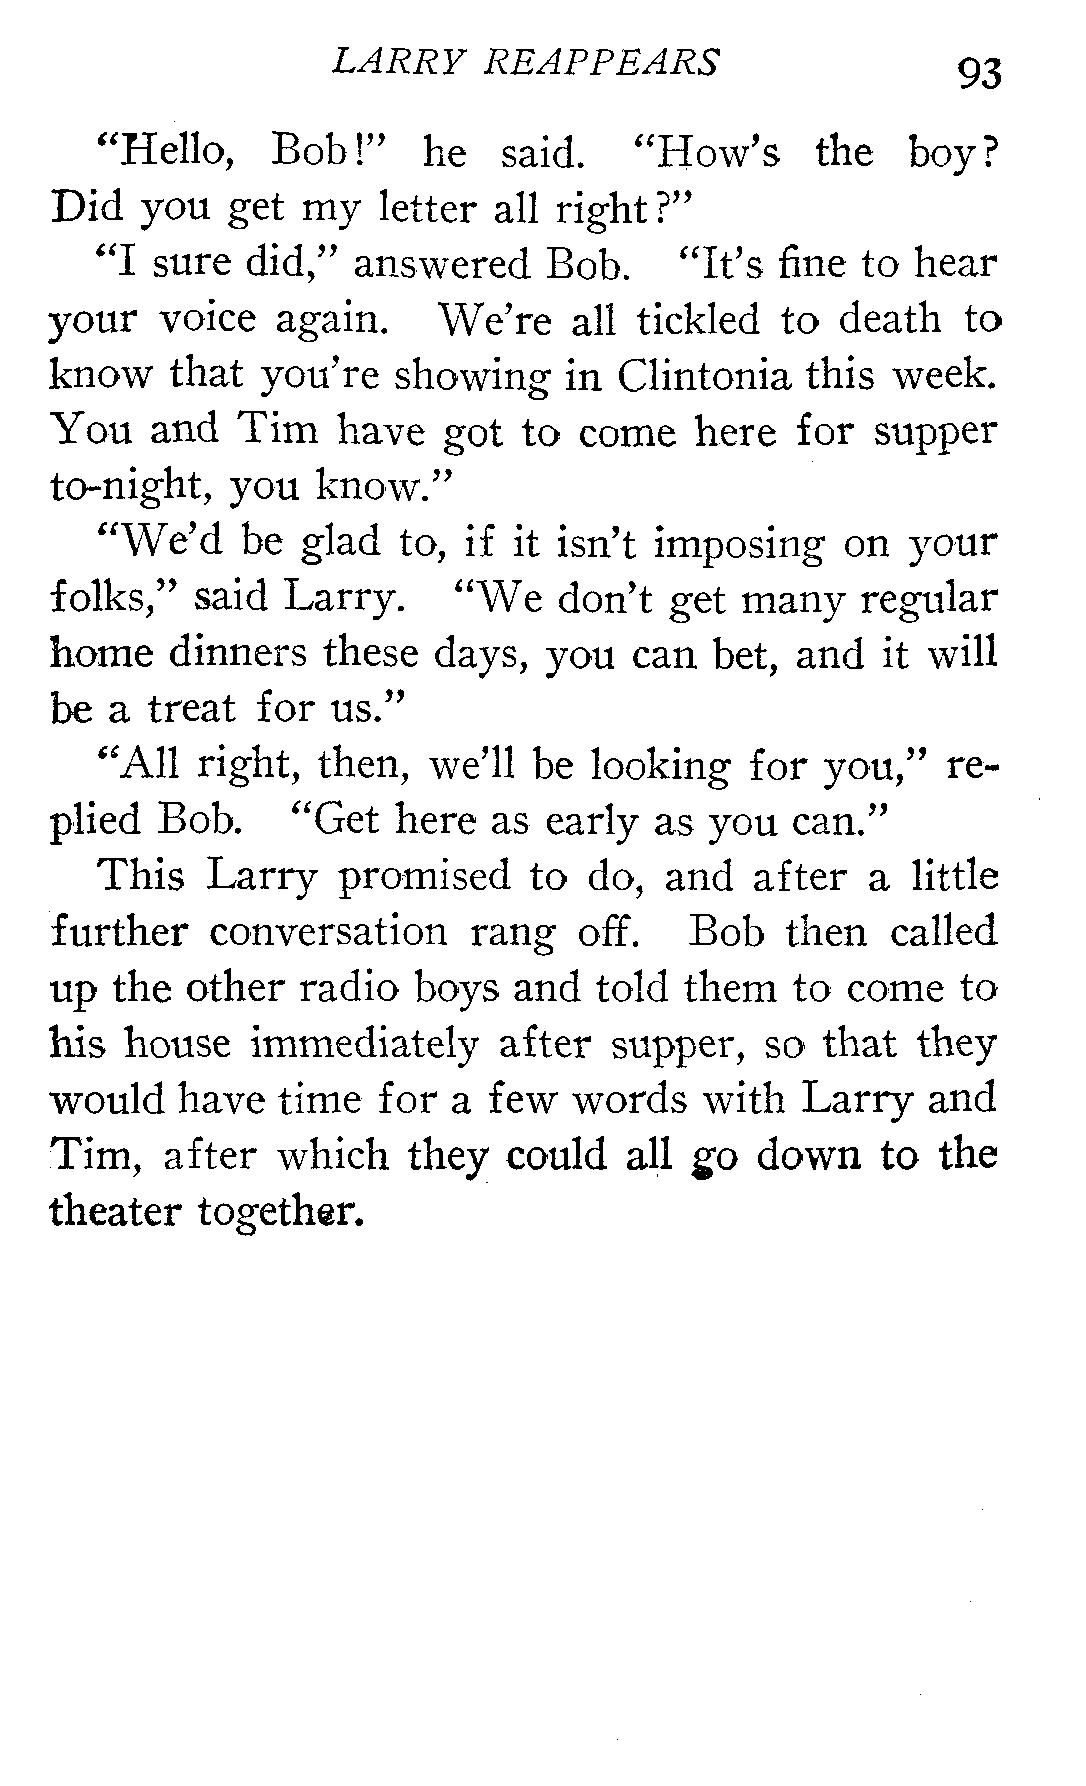 LARRY REAPPEARS 93
“Hello, Bob!” he said. “How's the boy?
Did you get my letter all right?”
“I sure did,” answered Bob. “It's fine to hear
your voice again. We're all tickled to death to
know that you're showing in Clintonia this week.
You and Tim have got to come here for supper
to-night, you know.”
“We'd be glad to, if it isn't imposing on your
folks,” said Larry. “We don't get many regular
home dinners these days, you can bet, and it will
be a treat for us.”
“All right, then, we'll be looking for you,” re-
plied Bob. “Get here as early as you can.”
This Larry promised to do, and after a little
further conversation rang off. Bob then called
up the other radio boys and told them to come to
his house immediately after supper, so that they
would have time for a few words with Larry and
Tim, after which they could all go down to the
theater together.